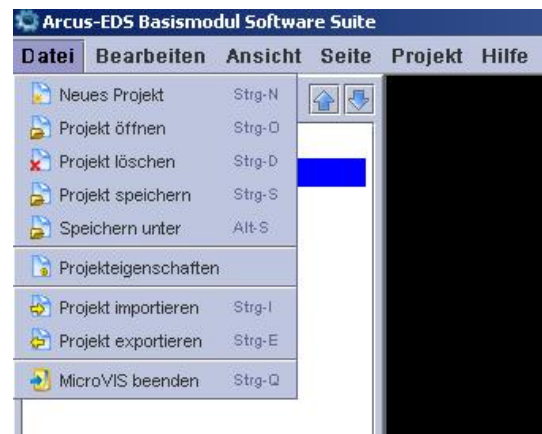 Arcus-EDS Basismodul Software Suite
Datei Bearbeiten Ansicht Seite Projekt Hilfe
Neues Projekt Strg-N
Projekt öffnen Strg-O
Projekt löschen Strg-D
Projekt speichern Strg-S
Speichern unter Alt-S
Projekteigenschaften
Projekt importieren Strg-I
Projekt exportieren Strg-E
MicroVIS beenden Strg-Q